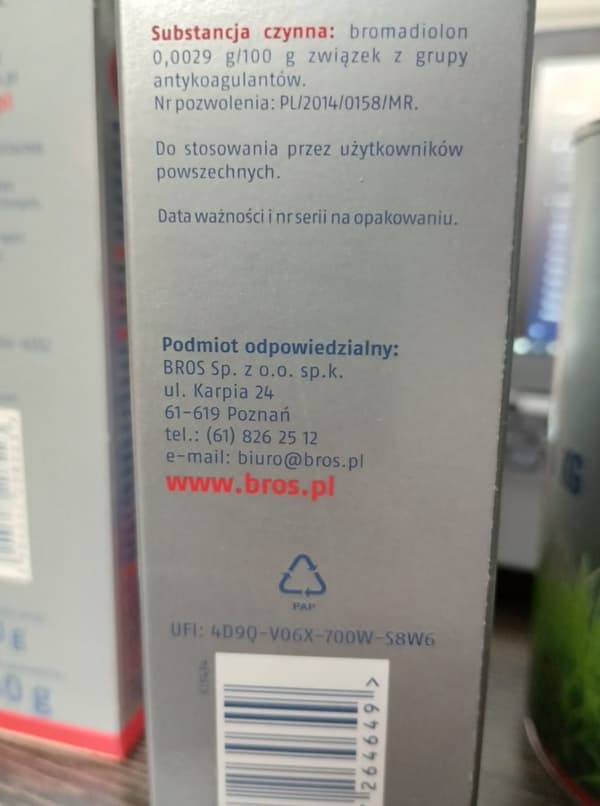 Substancja czynna: bromadiolon
0,0029 g/100 g związek z grupy
antykoagulantów.
Nr pozwolenia: PL/2014/0158/MR.
Do stosowania przez użytkowników
powszechnych.
Data ważności i nr serii na opakowaniu.
Podmiot odpowiedzialny:
BROS Sp. z o.o. sp.k.
ul. Karpia 24
61-619 Poznań
tel.: (61) 826 25 12
e-mail: biuro@bros.pl
www.bros.pl
PAP
UFI: 4D9Q-V06X-700W-S8W6
264649>